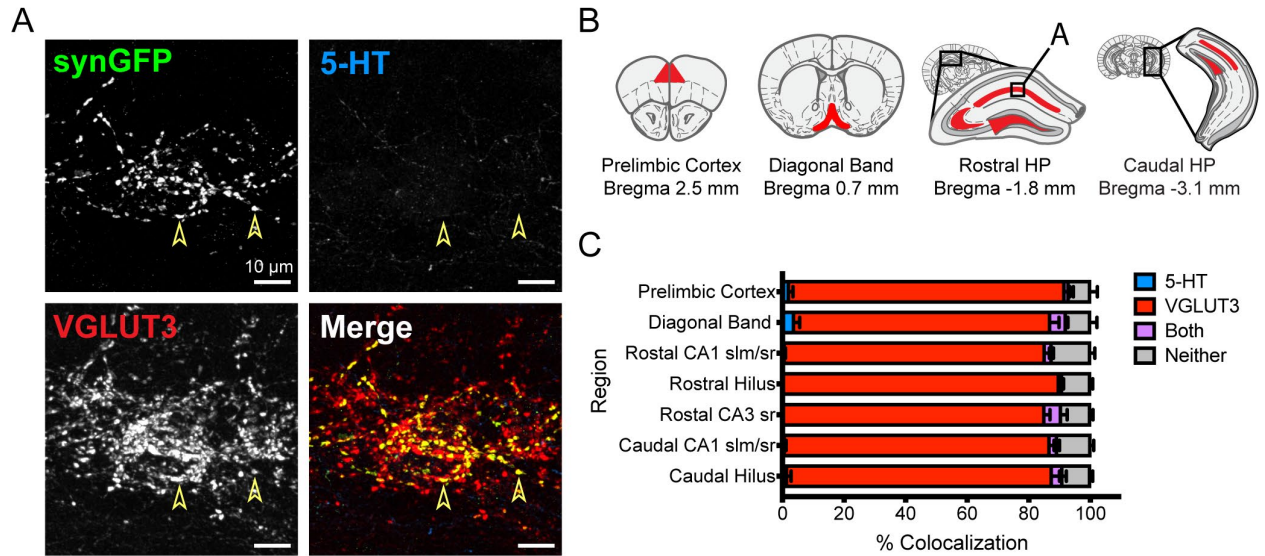 A
synGFP
5-HT
10 µm
VGLUT3
Merge
B
A
Prelimbic Cortex
Bregma 2.5 mm
Diagonal Band
Bregma 0.7 mm
Rostral HP
Bregma -1.8 mm
Caudal HP
Bregma -3.1 mm
C
Region
Prelimbic Cortex
Diagonal Band
Rostal CA1 slm/sr
Rostral Hilus
Rostal CA3 sr
Caudal CA1 slm/sr
Caudal Hilus
0 20 40 60 80 100
% Colocalization
5-HT
VGLUT3
Both
Neither